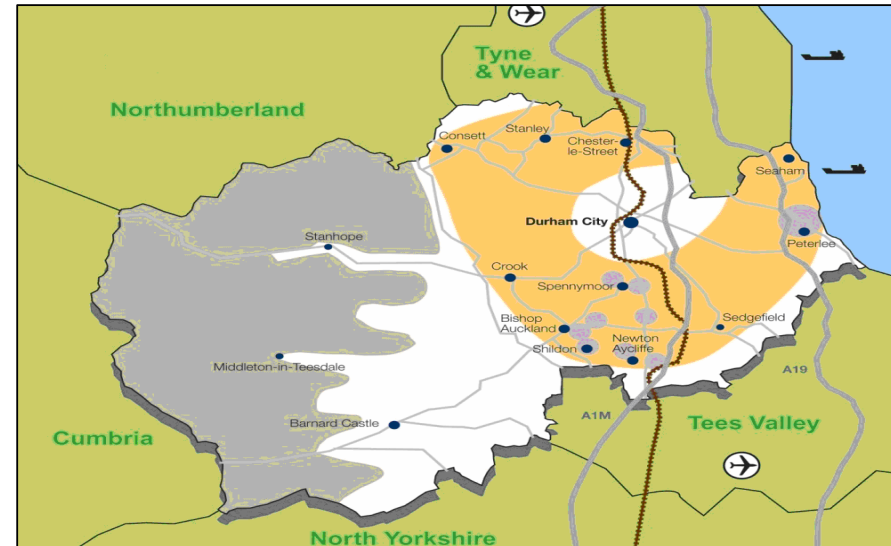 Tyne
& Wear
Northumberland
Consett
Stanley
Chester-
le-Street
Seaham
Durham City
Peterlee
Stanhope
Crook
Spennymoor
Bishop
Auckland
Sedgefield
Newton
Aycliffe
Shildon
Middleton-in-Teesdale
A19
Barnard Castle
A1M
Tees Valley
Cumbria
North Yorkshire